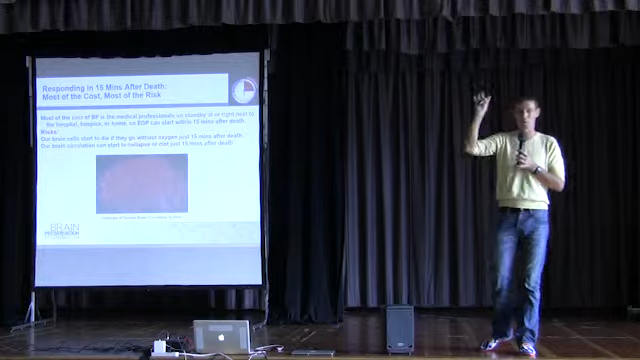 Responding in 15 Mins After Death:
Most of the Cost, Most of the Risk
Most of the cost of BP is the medical professionals on standby at or right next to
the hospital, hospice, or home, so EGP can start within 15 mins after death.
Risks:
Our brain cells start to die if they go without oxygen just 15 mins after death.
Our brain circulation can start to collapse or clot just 15 mins after death
BRAIN
PRESERVATION